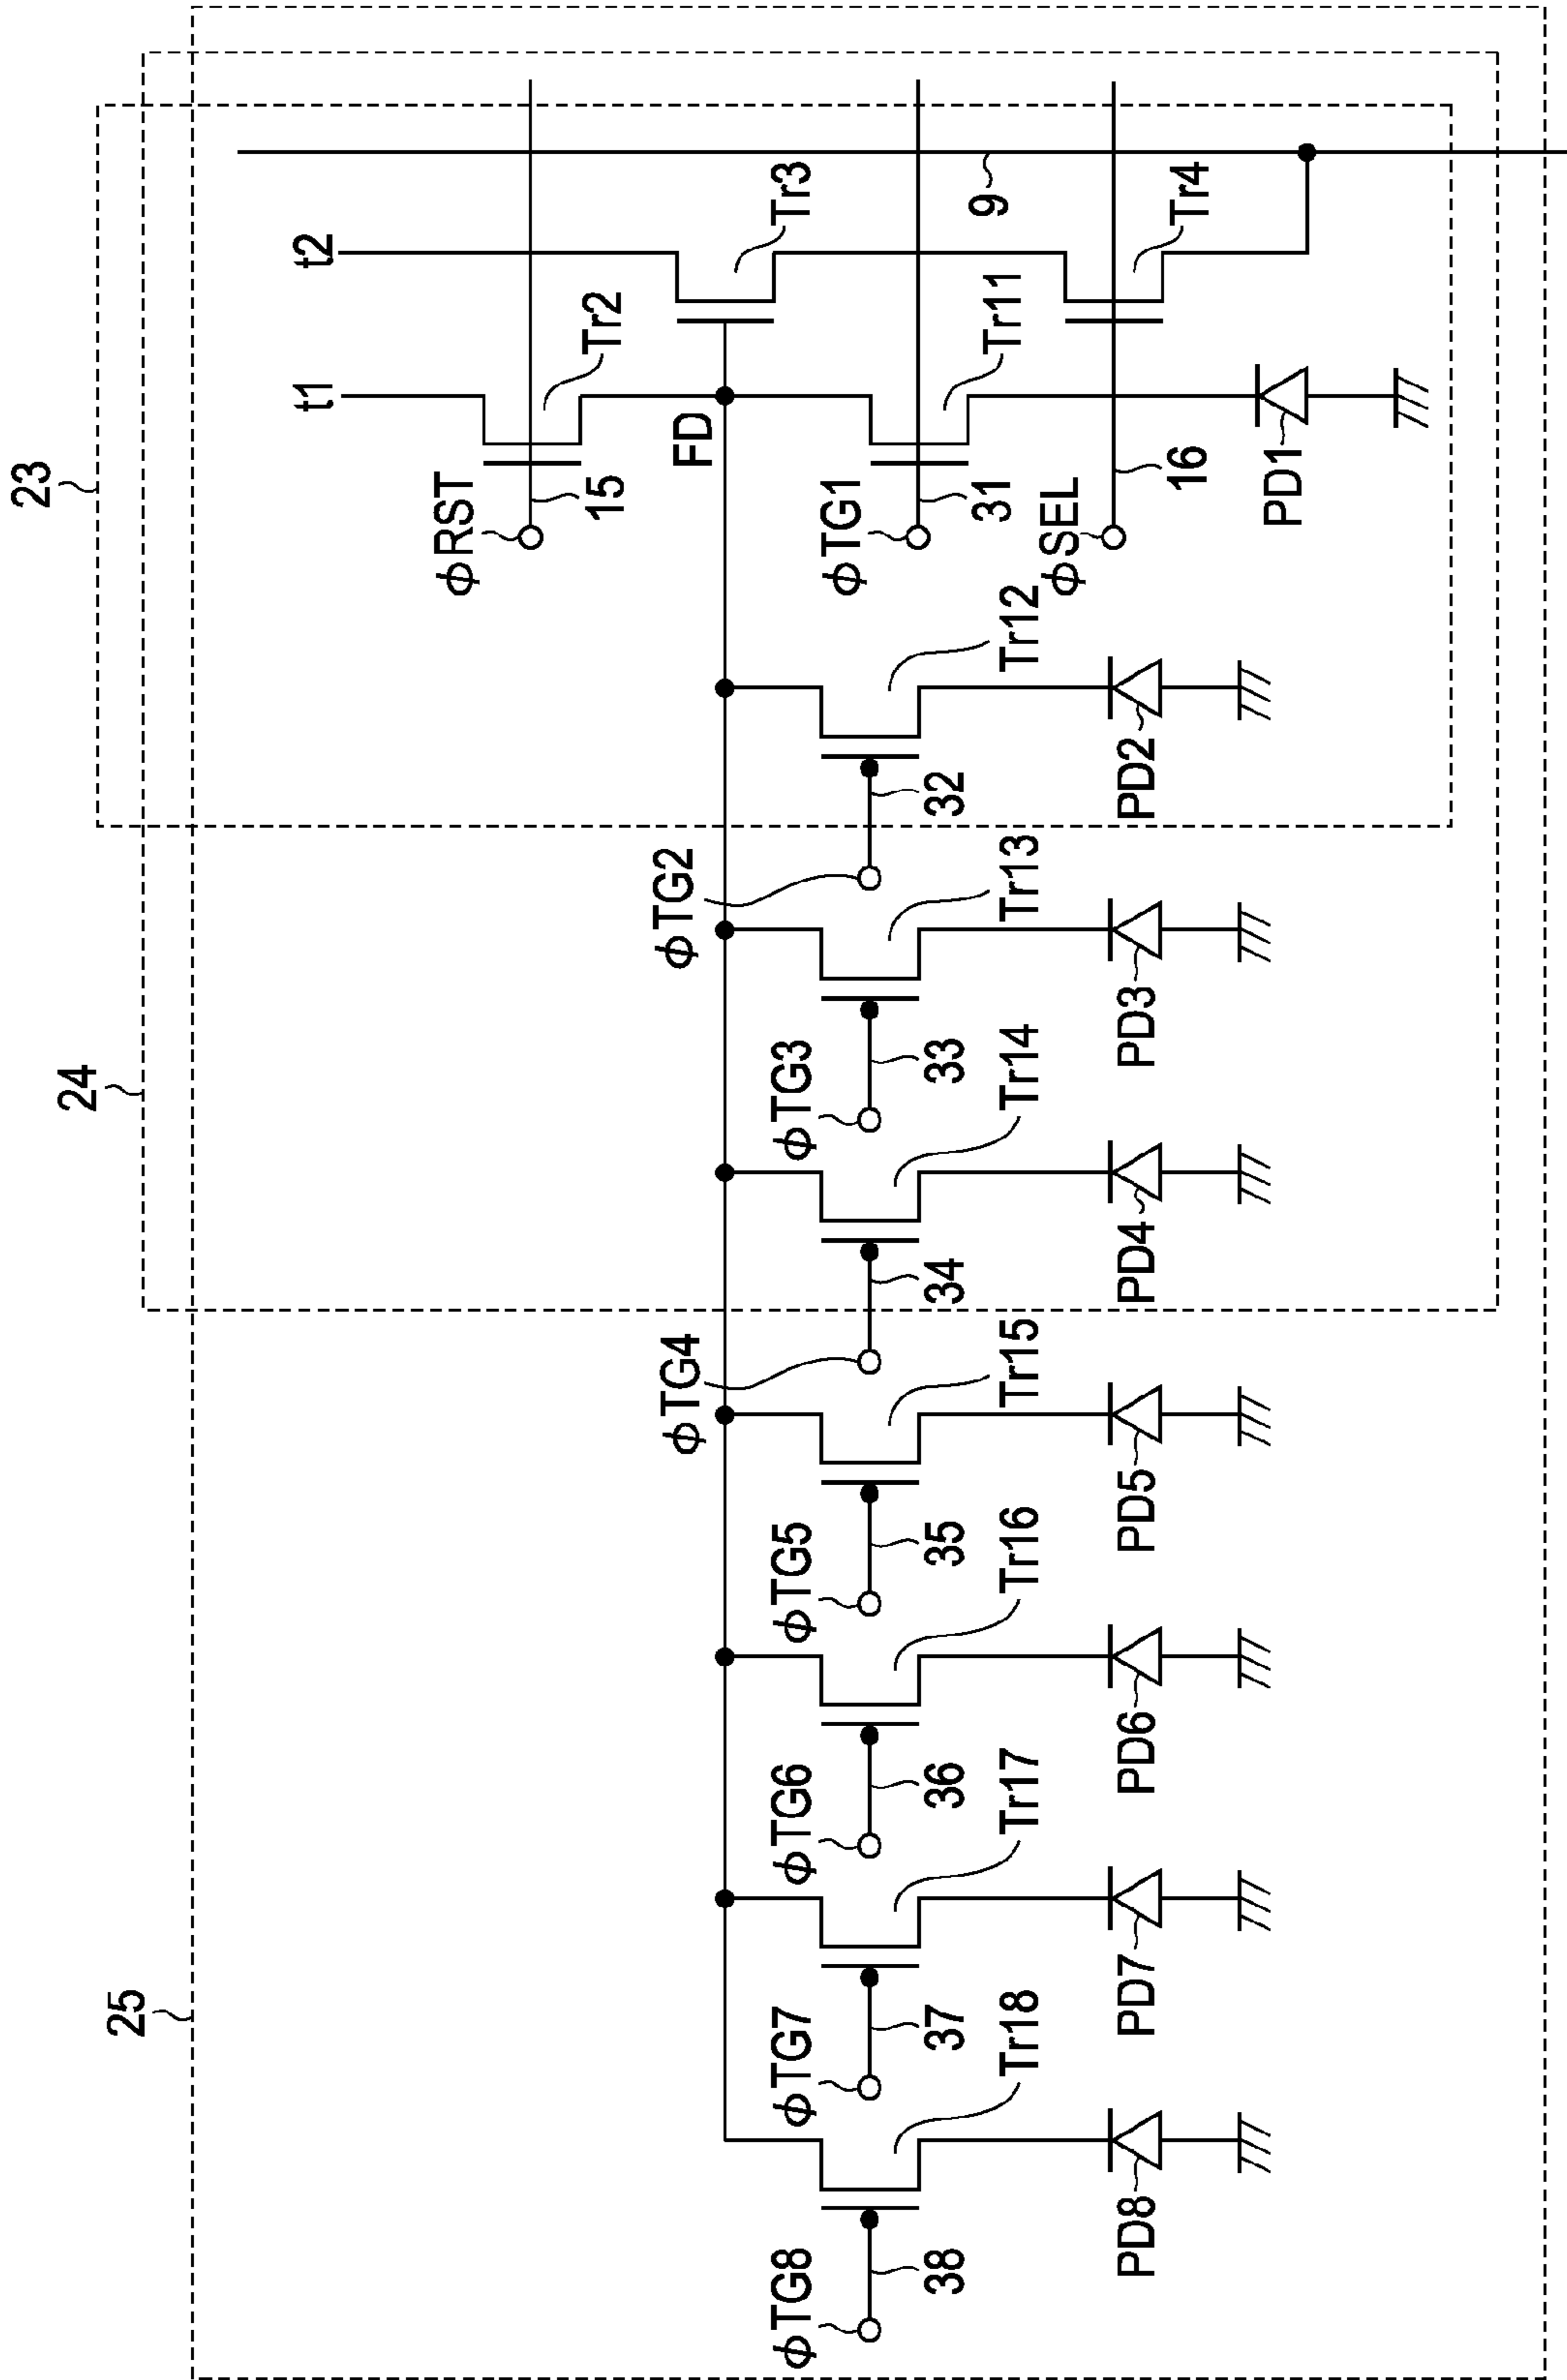 23
24
25
t1
t2
φRST
15
Tr2
Tr3
FD
φTG1
31
Tr11
9
φSEL
16
Tr4
PD1
φTG2
32
Tr12
PD2
φTG3
33
Tr13
PD3
φTG4
34
Tr14
PD4
φTG5
35
Tr15
PD5
φTG6
36
Tr16
PD6
φTG7
37
Tr17
PD7
φTG8
38
Tr18
PD8